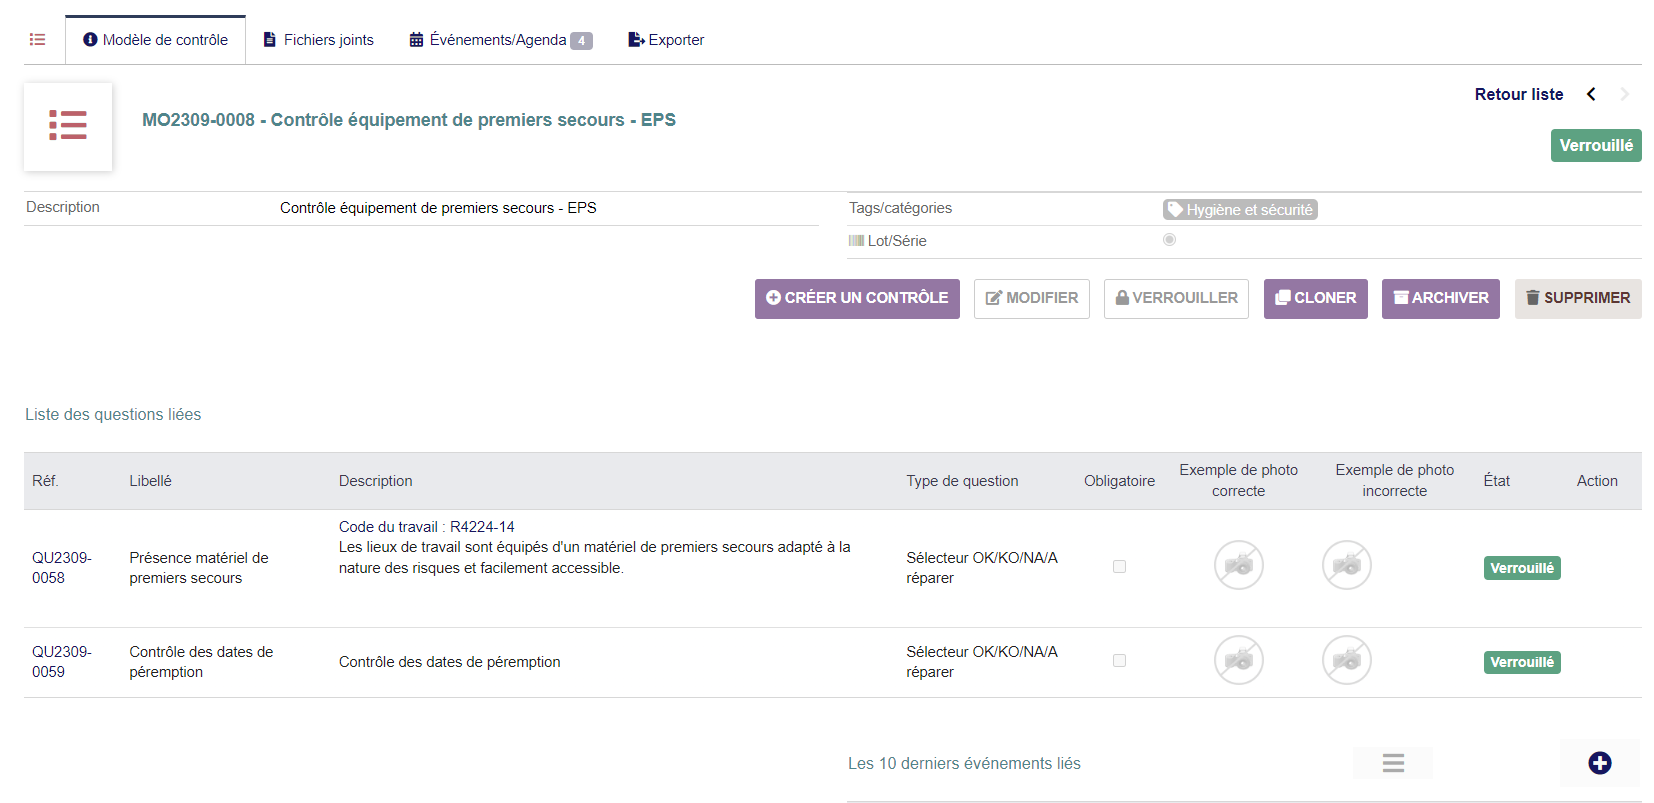 Modèle de contrôle
Fichiers joints
Événements/Agenda 4
Exporter
Retour liste
MO2309-0008 - Contrôle équipement de premiers secours - EPS
Verrouillé
Description
Contrôle équipement de premiers secours - EPS
Tags/catégories
Hygiène et sécurité
Lot/Série
CRÉER UN CONTRÔLE
MODIFIER
VERROUILLER
CLONER
ARCHIVER
SUPPRIMER
Liste des questions liées
Réf.
Libellé
Description
Type de question
Obligatoire
Exemple de photo
correcte
Exemple de photo
incorrecte
État
Action
QU2309-
0058
Présence matériel de
premiers secours
Code du travail : R4224-14
Les lieux de travail sont équipés d'un matériel de premiers secours adapté à la
nature des risques et facilement accessible.
Sélecteur OK/KO/NA/A
réparer
Verrouillé
QU2309-
0059
Contrôle des dates de
péremption
Contrôle des dates de péremption
Sélecteur OK/KO/NA/A
réparer
Verrouillé
Les 10 derniers événements liés